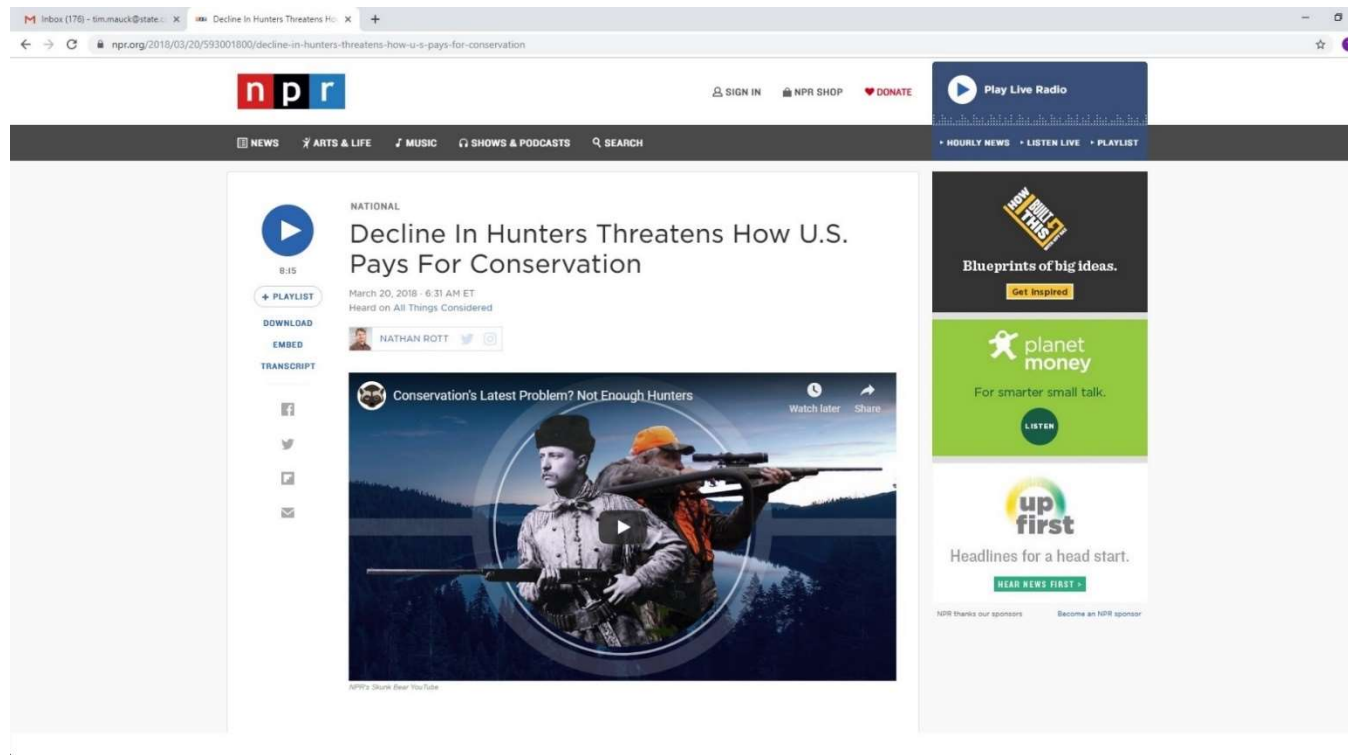 Inbox (176) - tim.mauck@state.c
Decline In Hunters Threatens Ho
npr.org/2018/03/20/593001800/decline-in-hunters-threatens-how-u-s-pays-for-conservation
n p r
SIGN IN
NPR SHOP
DONATE
Play Live Radio
NEWS
ARTS & LIFE
MUSIC
SHOWS & PODCASTS
SEARCH
HOURLY NEWS
LISTEN LIVE
PLAYLIST
8:15
+ PLAYLIST
DOWNLOAD
EMBED
TRANSCRIPT
NATIONAL
Decline In Hunters Threatens How U.S.
Pays For Conservation
March 20, 2018 · 6:31 AM ET
Heard on All Things Considered
NATHAN ROTT
Conservation's Latest Problem? Not Enough Hunters
Watch later
Share
NPR's Skunk Bear YouTube
HOW
I
BUILT
THIS
Blueprints of big ideas.
Get Inspired
planet
money
For smarter small talk.
LISTEN
up
first
Headlines for a head start.
HEAR NEWS FIRST >
NPR thanks our sponsors
Become an NPR sponsor